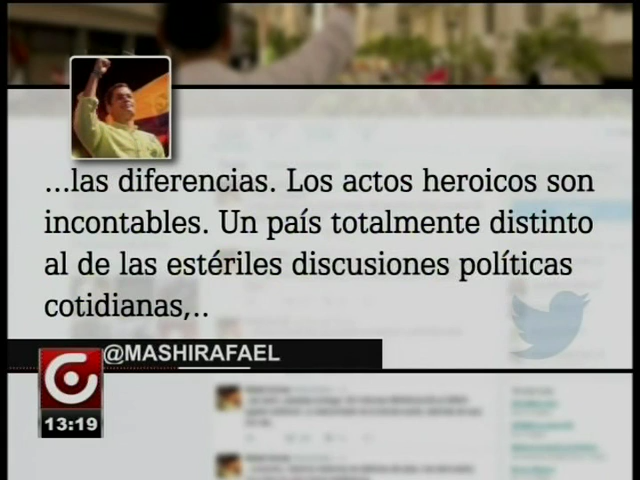 ...las diferencias. Los actos heroicos son
incontables. Un país totalmente distinto
al de las estériles discusiones políticas
cotidianas,..
@MASHIRAFAEL
13:19